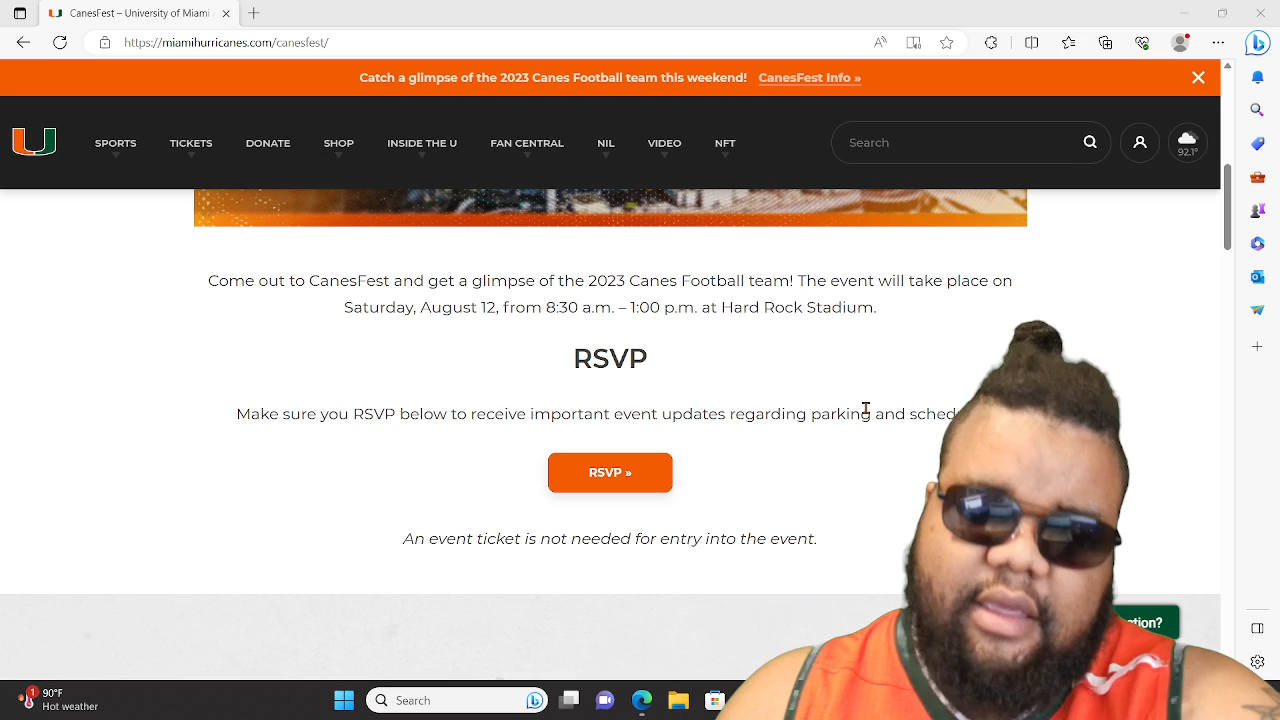 CanesFest – University of Miami
https://miamihurricanes.com/canesfest/
Catch a glimpse of the 2023 Canes Football team this weekend! CanesFest Info »
U SPORTS TICKETS DONATE SHOP INSIDE THE U FAN CENTRAL NIL VIDEO NFT Search 92.1°
Come out to CanesFest and get a glimpse of the 2023 Canes Football team! The event will take place on
Saturday, August 12, from 8:30 a.m. – 1:00 p.m. at Hard Rock Stadium.
RSVP
Make sure you RSVP below to receive important event updates regarding parking and
RSVP »
An event ticket is not needed for entry into the event.
1 90°F
Hot weather
Search